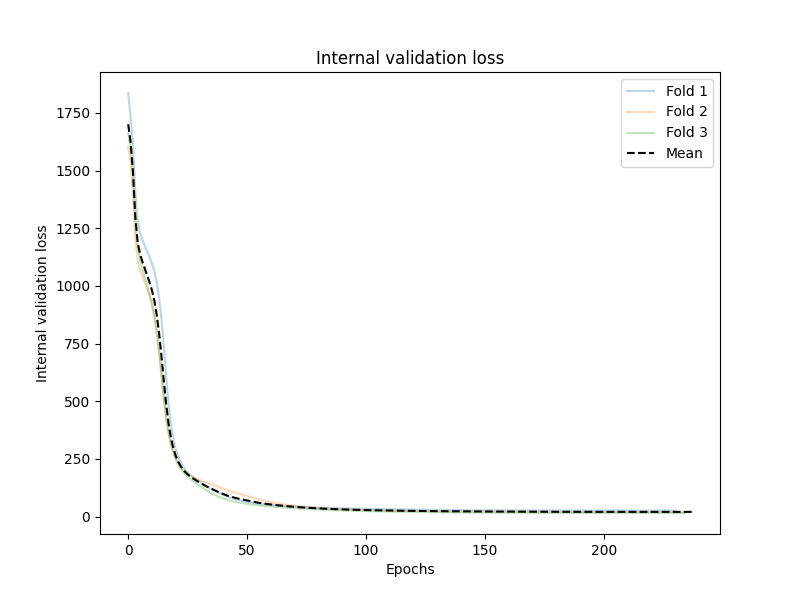 Internal validation loss
Fold 1
Fold 2
Fold 3
Mean
Internal validation loss
1750
1500
1250
1000
750
500
250
0
0 50 100 150 200
Epochs